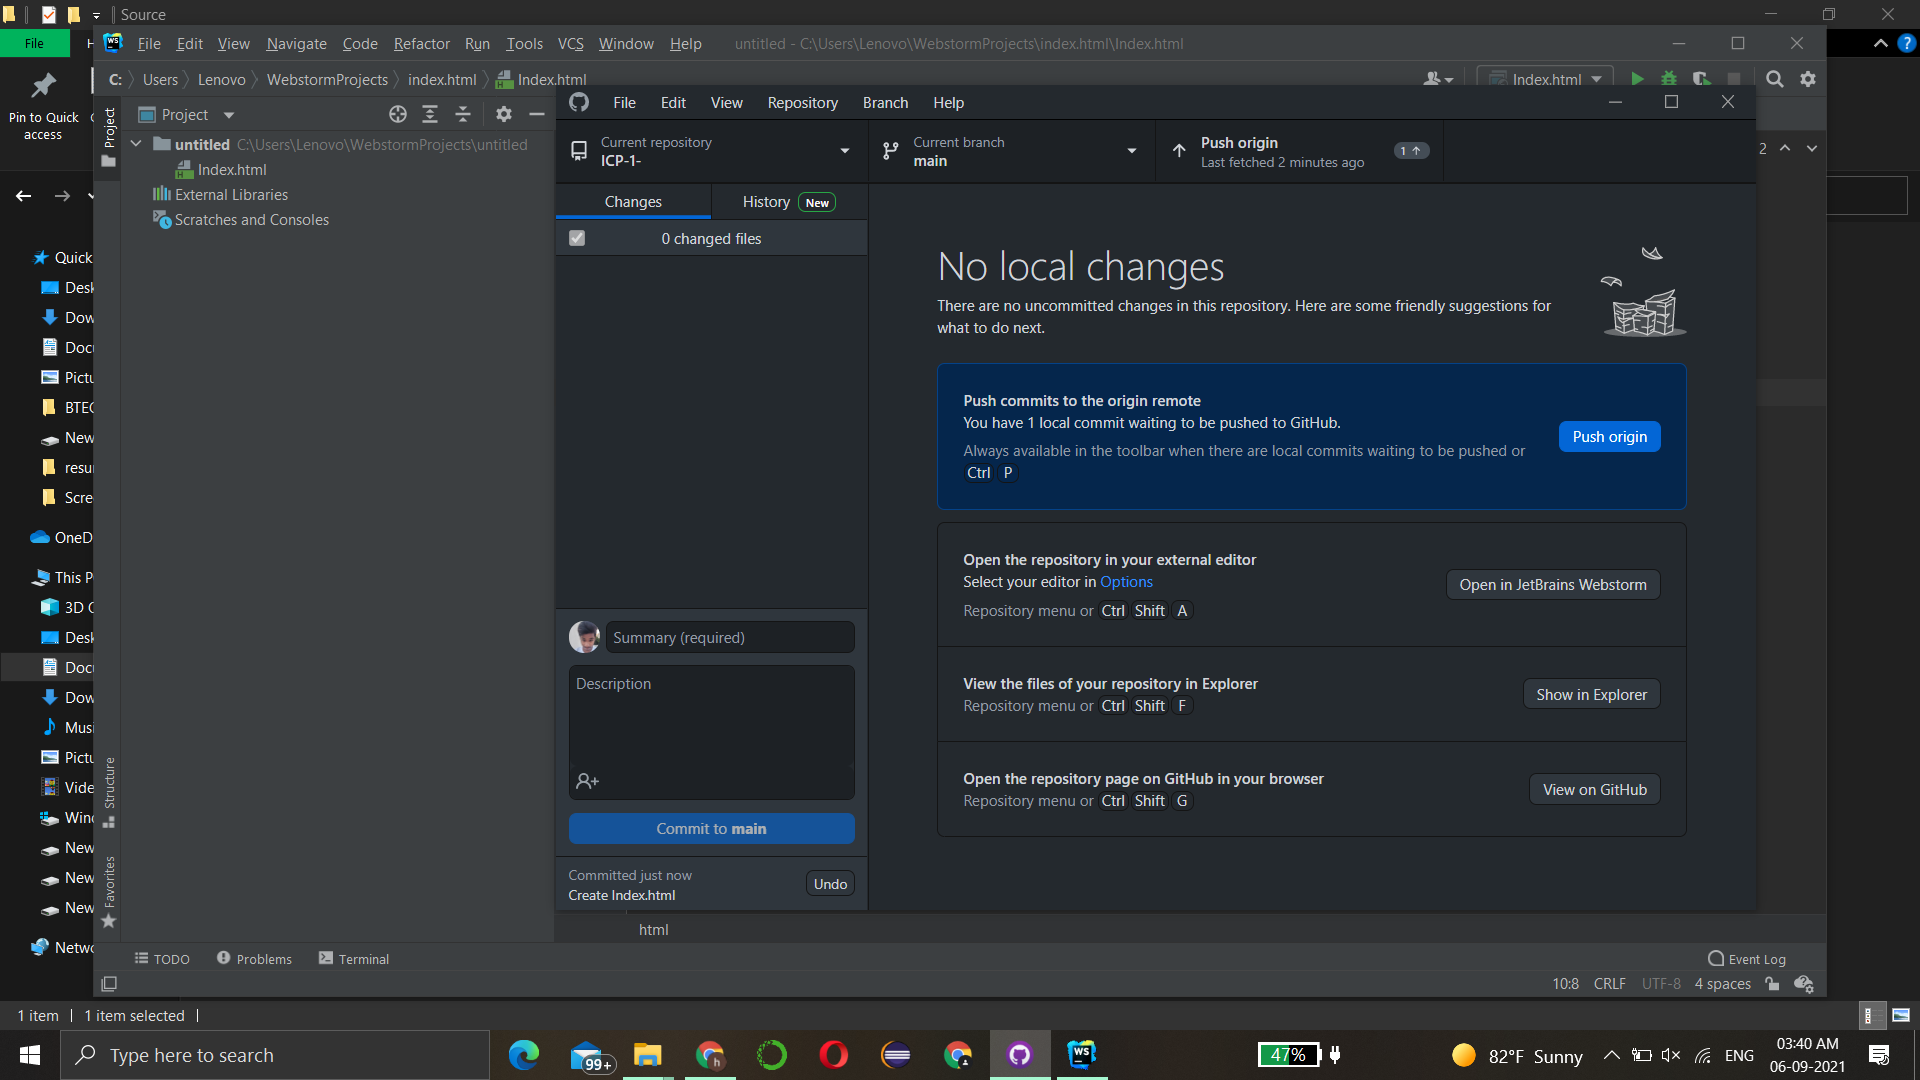 Source
File
File Edit View Navigate Code Refactor Run Tools VCS Window Help untitled - C:\Users\Lenovo\WebstormProjects\index.html\Index.html
C: Users Lenovo WebstormProjects index.html Index.html
Index.html
Pin to Quick
access
Project
Project
untitled C:\Users\Lenovo\WebstormProjects\untitled
Index.html
External Libraries
Scratches and Consoles
File Edit View Repository Branch Help
Current repository
ICP-1-
Current branch
main
Push origin
Last fetched 2 minutes ago
1
2
Changes
History New
0 changed files
No local changes
There are no uncommitted changes in this repository. Here are some friendly suggestions for
what to do next.
Push commits to the origin remote
You have 1 local commit waiting to be pushed to GitHub.
Always available in the toolbar when there are local commits waiting to be pushed or
Ctrl P
Push origin
Open the repository in your external editor
Select your editor in Options
Repository menu or Ctrl Shift A
Open in JetBrains Webstorm
View the files of your repository in Explorer
Repository menu or Ctrl Shift F
Show in Explorer
Open the repository page on GitHub in your browser
Repository menu or Ctrl Shift G
View on GitHub
Summary (required)
Description
Commit to main
Committed just now
Create Index.html
Undo
Quick
Desk
Dow
Docu
Pictu
BTEC
New
resu
Scre
OneD
This P
3D O
Desk
Docu
Dow
Musi
Pictu
Vide
Wind
New
New
New
Netwo
Structure
Favorites
html
TODO Problems Terminal
Event Log
10:8 CRLF UTF-8 4 spaces
1 item 1 item selected
Type here to search
99+
h
WS
47%
82°F Sunny
ENG
03:40 AM
06-09-2021